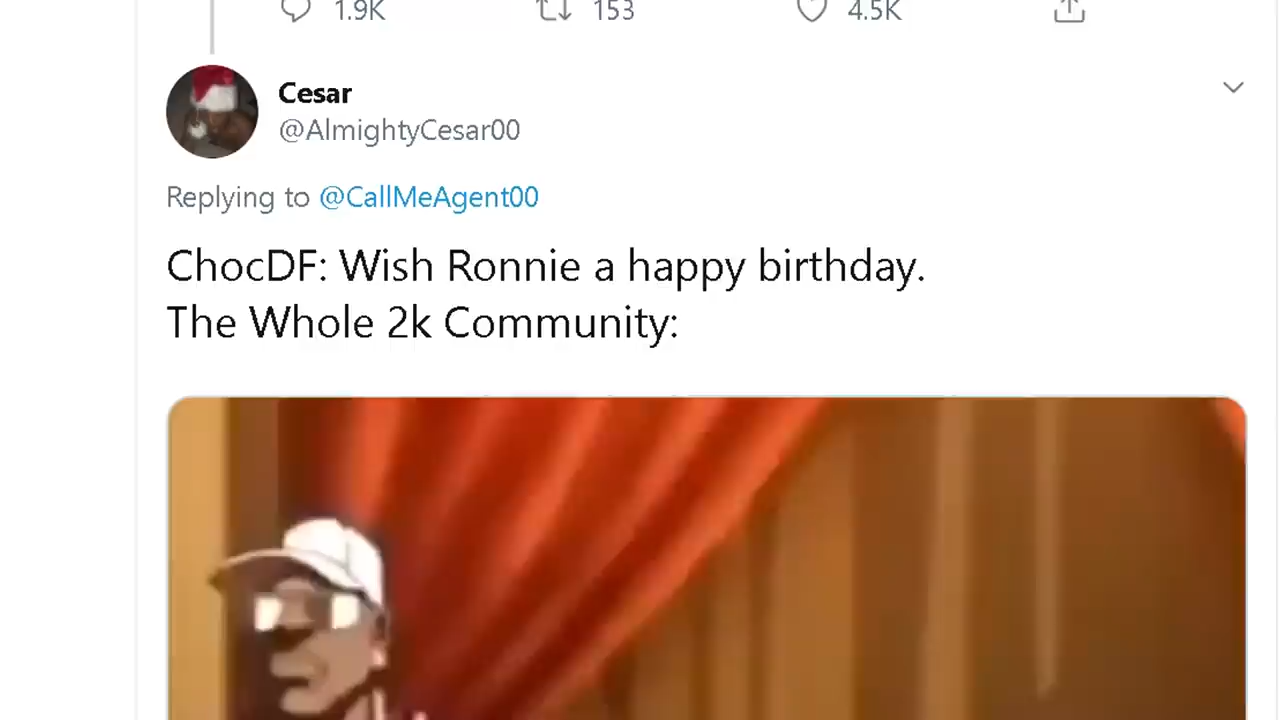 1.9K 153 4.5K
Cesar
@AlmightyCesar00
Replying to @CallMeAgent00
ChocDF: Wish Ronnie a happy birthday.
The Whole 2k Community: